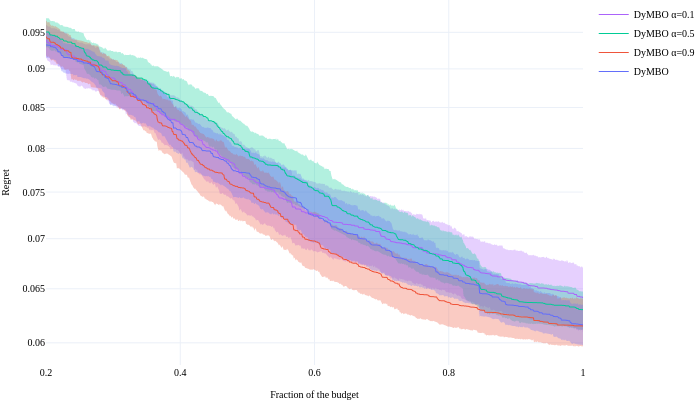 0.095
0.09
0.085
0.08
0.075
0.07
0.065
0.06
Regret
0.2 0.4 0.6 0.8 1
Fraction of the budget
DyMBO α=0.1
DyMBO α=0.5
DyMBO α=0.9
DyMBO